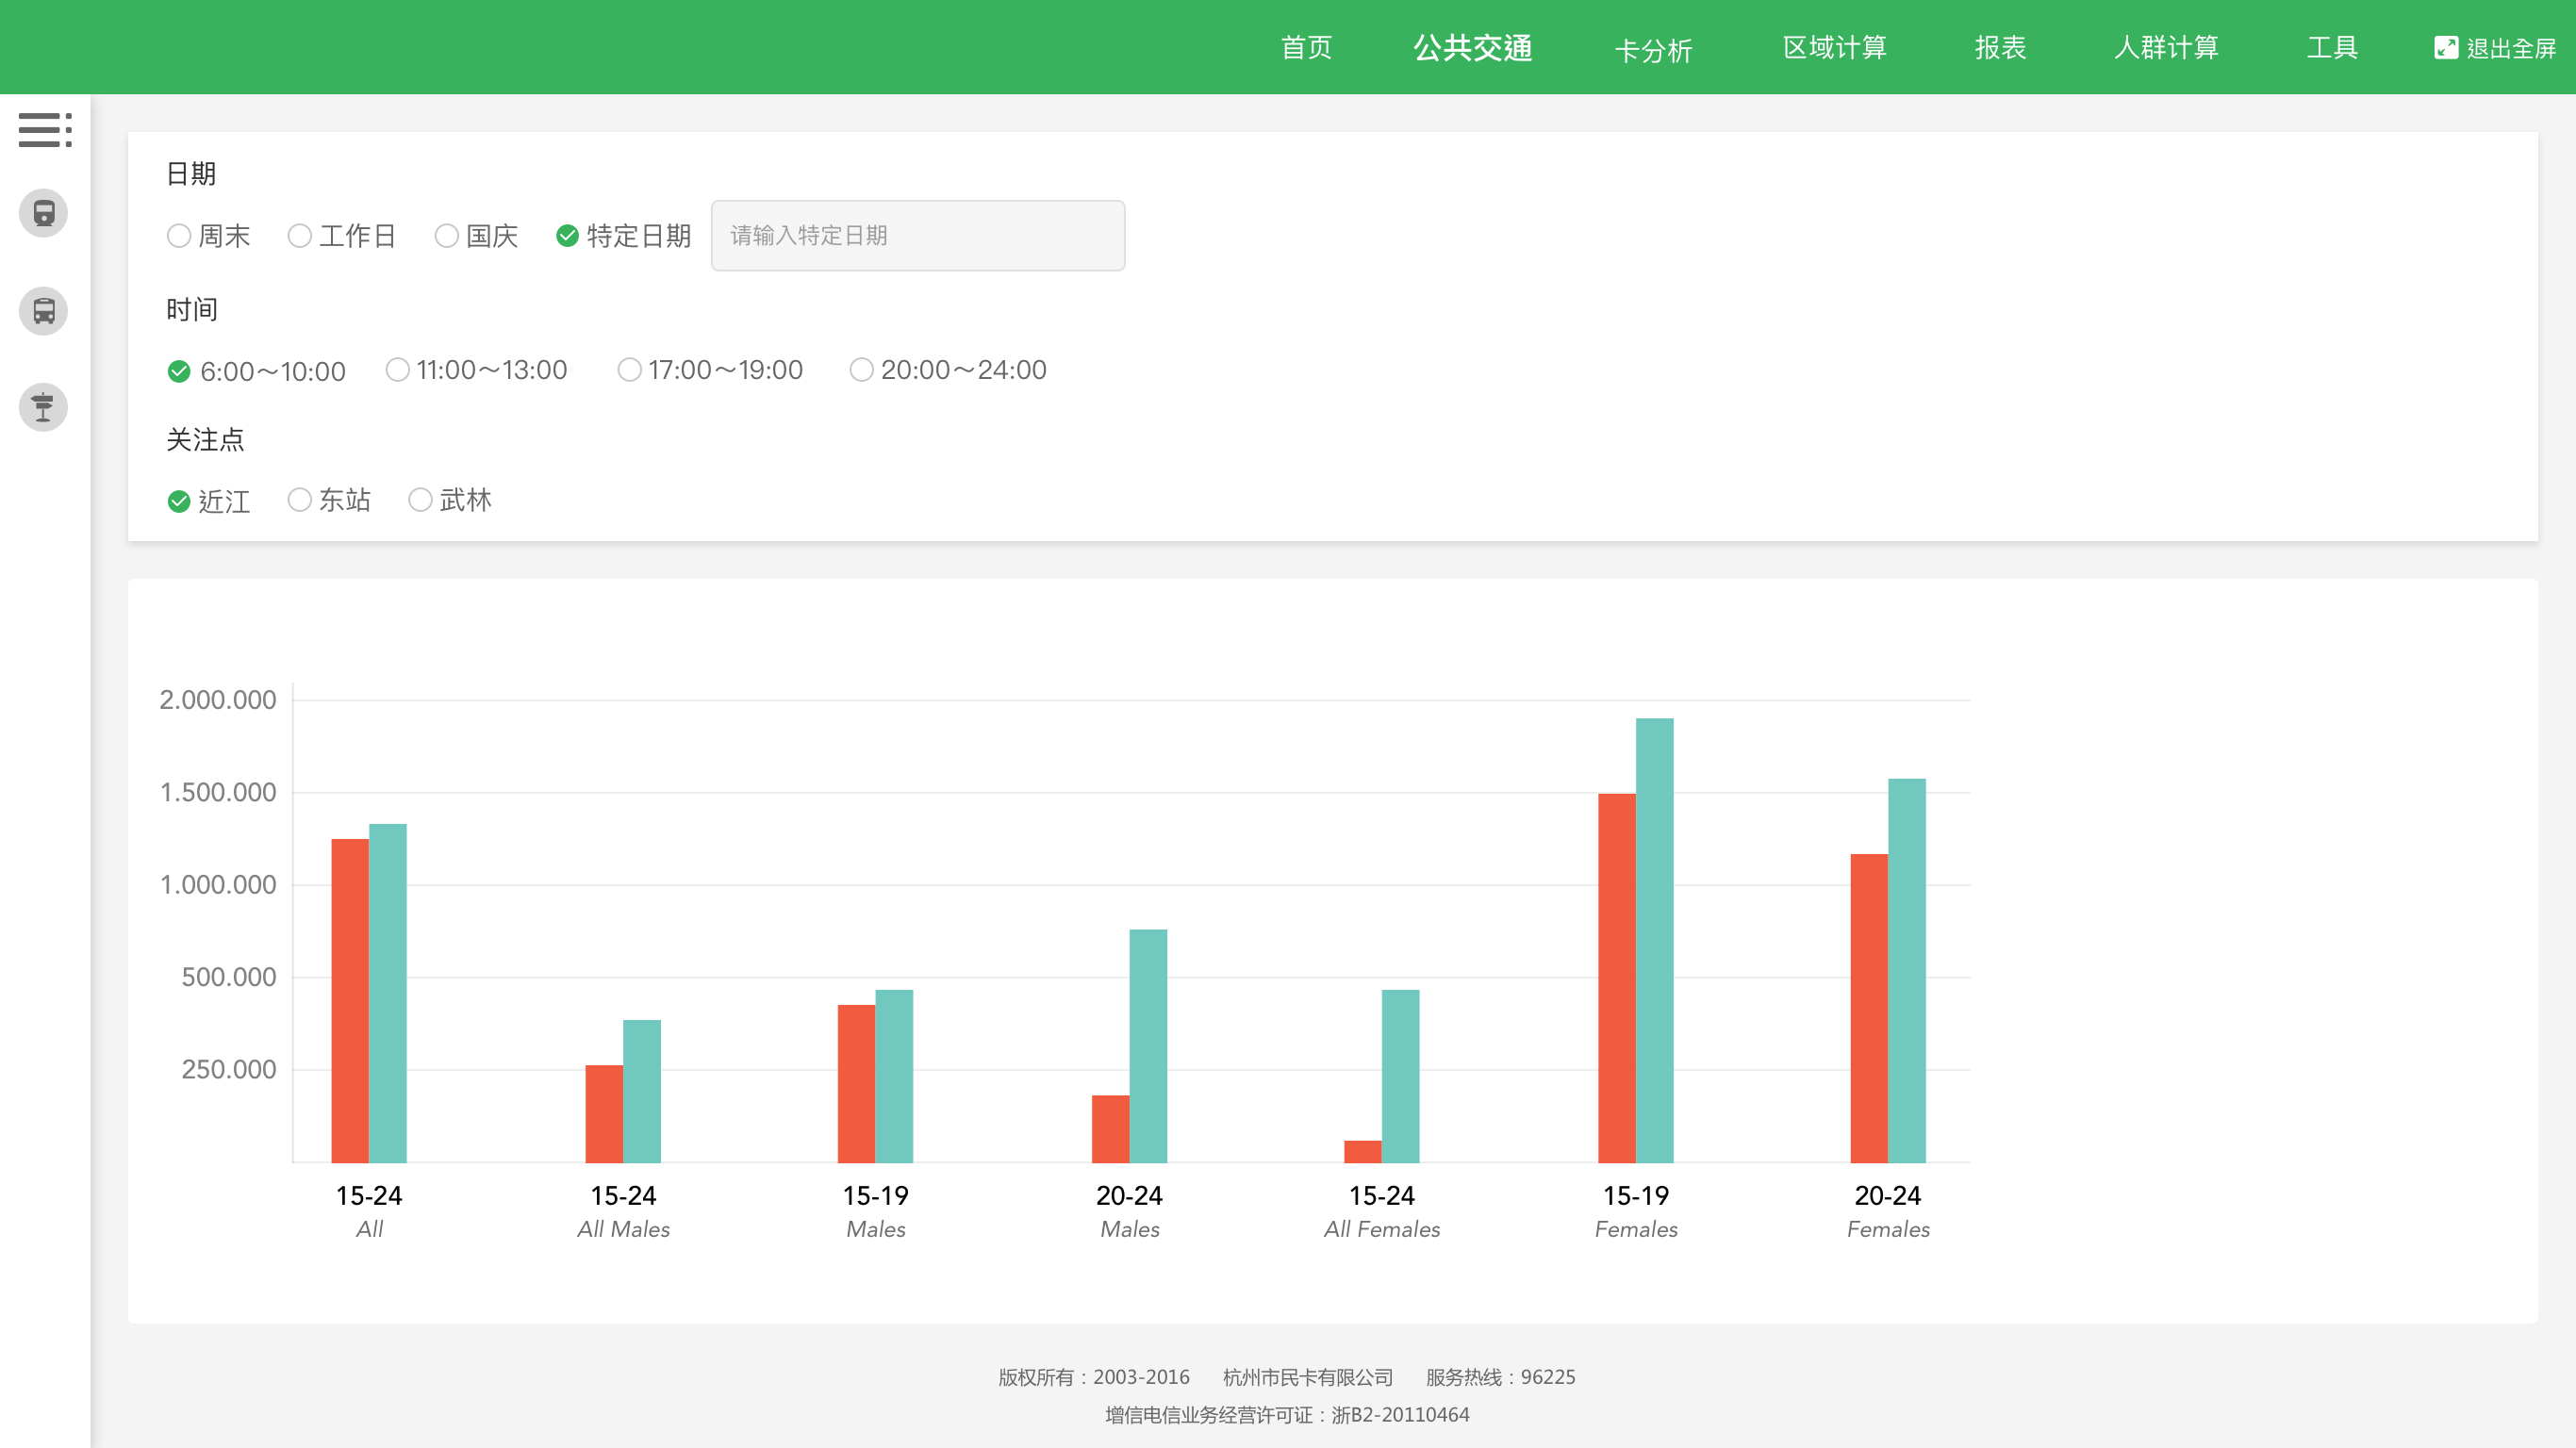 首页 公共交通 卡分析 区域计算 报表 人群计算 工具 退出全屏
日期
周末 工作日 国庆 特定日期 请输入特定日期
时间
6:00～10:00 11:00～13:00 17:00～19:00 20:00～24:00
关注点
近江 东站 武林
2.000.000
1.500.000
1.000.000
500.000
250.000
15-24 15-24 15-19 20-24 15-24 15-19 20-24
All All Males Males Males All Females Females Females
版权所有：2003-2016 杭州市民卡有限公司 服务热线：96225
增信电信业务经营许可证：浙B2-20110464